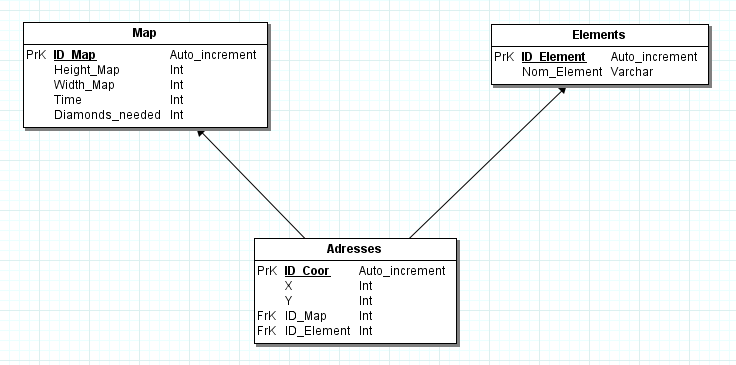 Map
PrK ID_Map Auto_increment
Height_Map Int
Width_Map Int
Time Int
Diamonds_needed Int
Elements
PrK ID_Element Auto_increment
Nom_Element Varchar
Adresses
PrK ID_Coor Auto_increment
X Int
Y Int
FrK ID_Map Int
FrK ID_Element Int